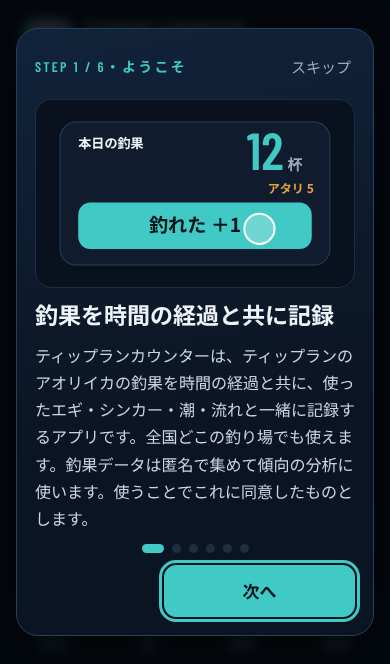 STEP 1 / 6・ようこそ
スキップ
本日の釣果
12 杯
アタリ 5
釣れた ＋1
釣果を時間の経過と共に記録
ティップランカウンターは、ティップランの
アオリイカの釣果を時間の経過と共に、使っ
たエギ・シンカー・潮・流れと一緒に記録す
るアプリです。全国どこの釣り場でも使えま
す。釣果データは匿名で集めて傾向の分析に
使います。使うことでこれに同意したものと
します。
次へ